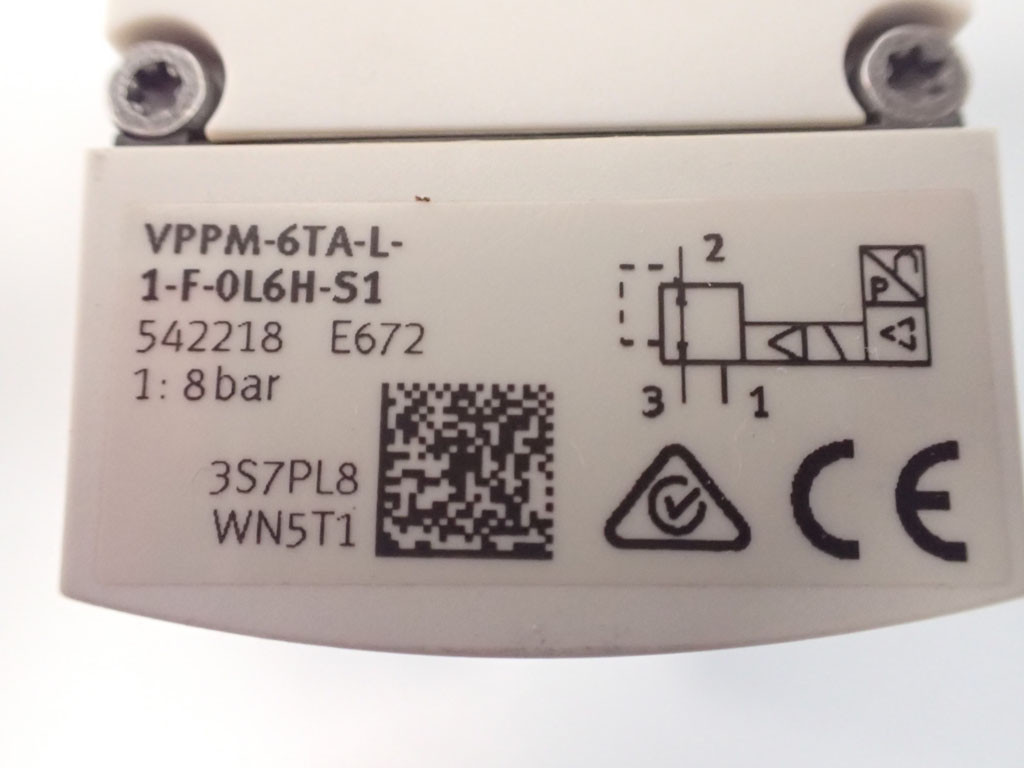 VPPM-6TA-L-
1-F-0L6H-S1
542218 E672
1: 8bar
3S7PL8
WN5T1
2
P
3 1
CE